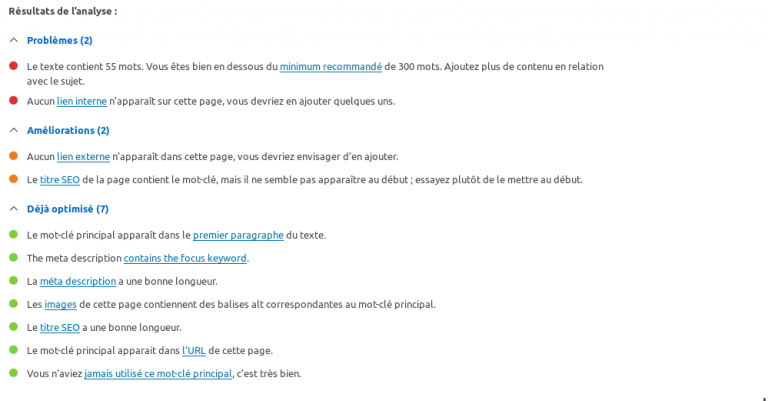 Résultats de l'analyse :
Problèmes (2)
Le texte contient 55 mots. Vous êtes bien en dessous du minimum recommandé de 300 mots. Ajoutez plus de contenu en relation
avec le sujet.
Aucun lien interne n'apparaît sur cette page, vous devriez en ajouter quelques uns.
Améliorations (2)
Aucun lien externe n'apparaît dans cette page, vous devriez envisager d'en ajouter.
Le titre SEO de la page contient le mot-clé, mais il ne semble pas apparaître au début ; essayez plutôt de le mettre au début.
Déjà optimisé (7)
Le mot-clé principal apparaît dans le premier paragraphe du texte.
The meta description contains the focus keyword.
La méta description a une bonne longueur.
Les images de cette page contiennent des balises alt correspondantes au mot-clé principal.
Le titre SEO a une bonne longueur.
Le mot-clé principal apparait dans l'URL de cette page.
Vous n'aviez jamais utilisé ce mot-clé principal, c'est très bien.